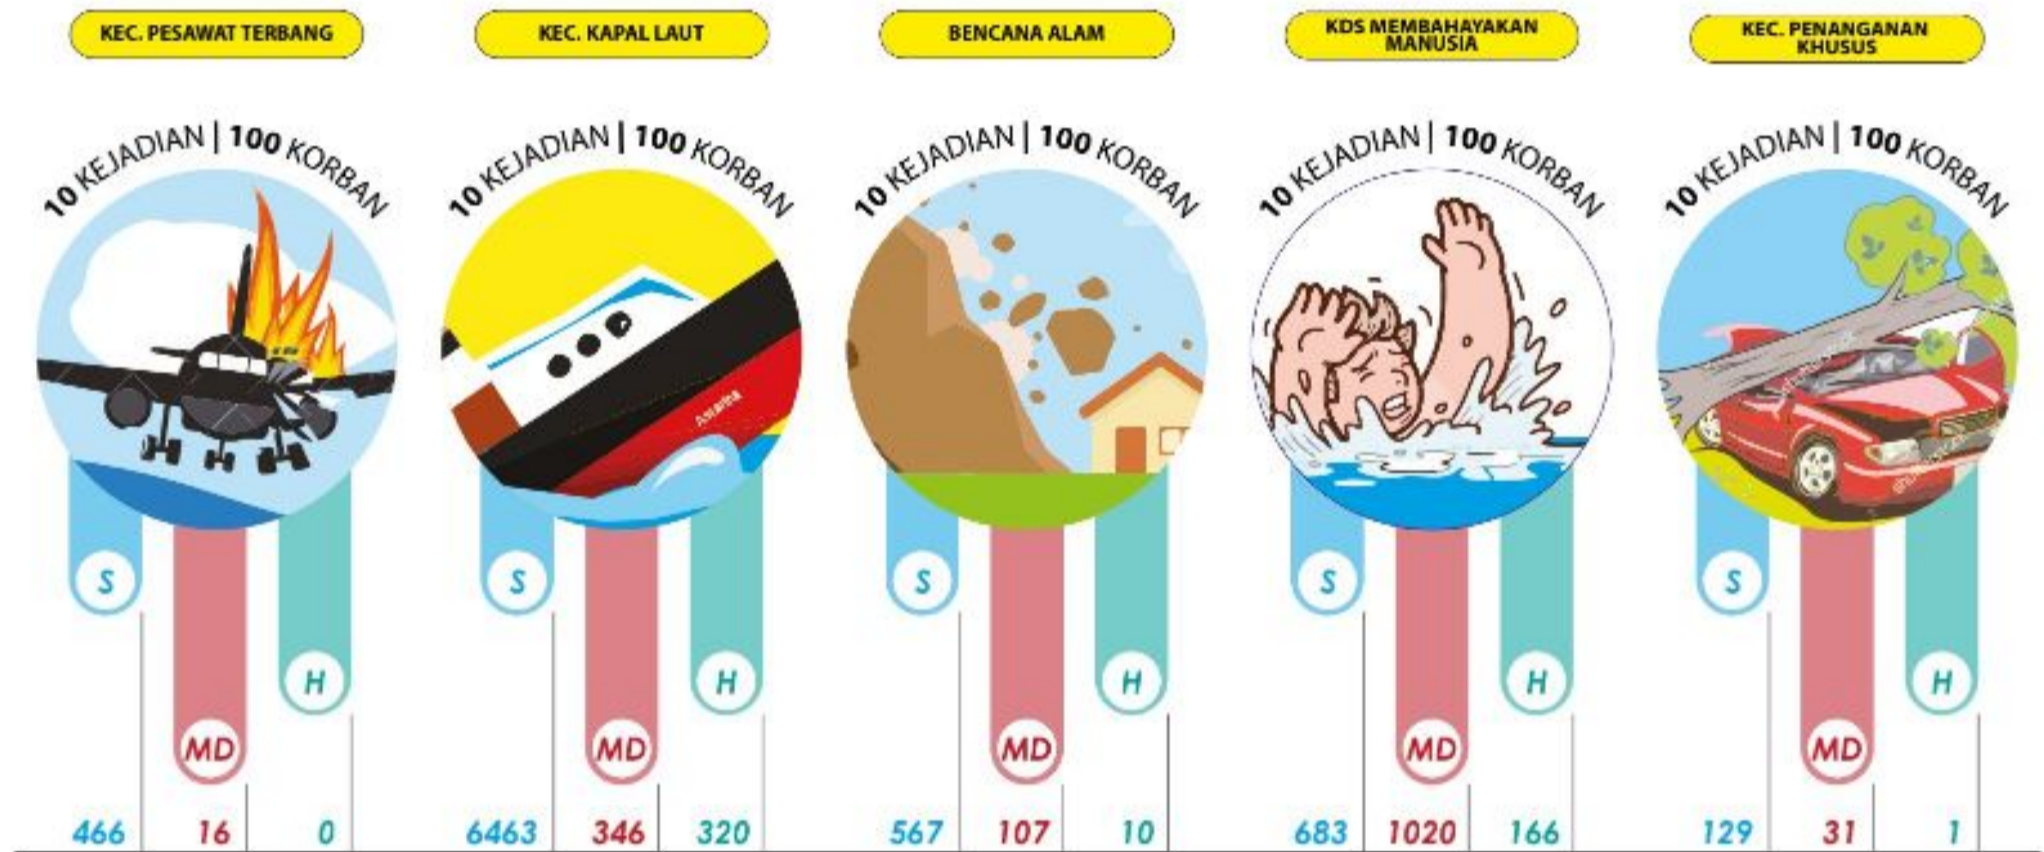 KEC. PESAWAT TERBANG
KEC. KAPAL LAUT
BENCANA ALAM
KDS MEMBAHAYAKAN
MANUSIA
KEC. PENANGANAN
KHUSUS
10 KEJADIAN | 100 KORBAN
10 KEJADIAN | 100 KORBAN
10 KEJADIAN | 100 KORBAN
10 KEJADIAN | 100 KORBAN
10 KEJADIAN | 100 KORBAN
S
MD
H
S
MD
H
S
MD
H
S
MD
H
S
MD
H
466 16 0
6463 346 320
567 107 10
683 1020 166
129 31 1